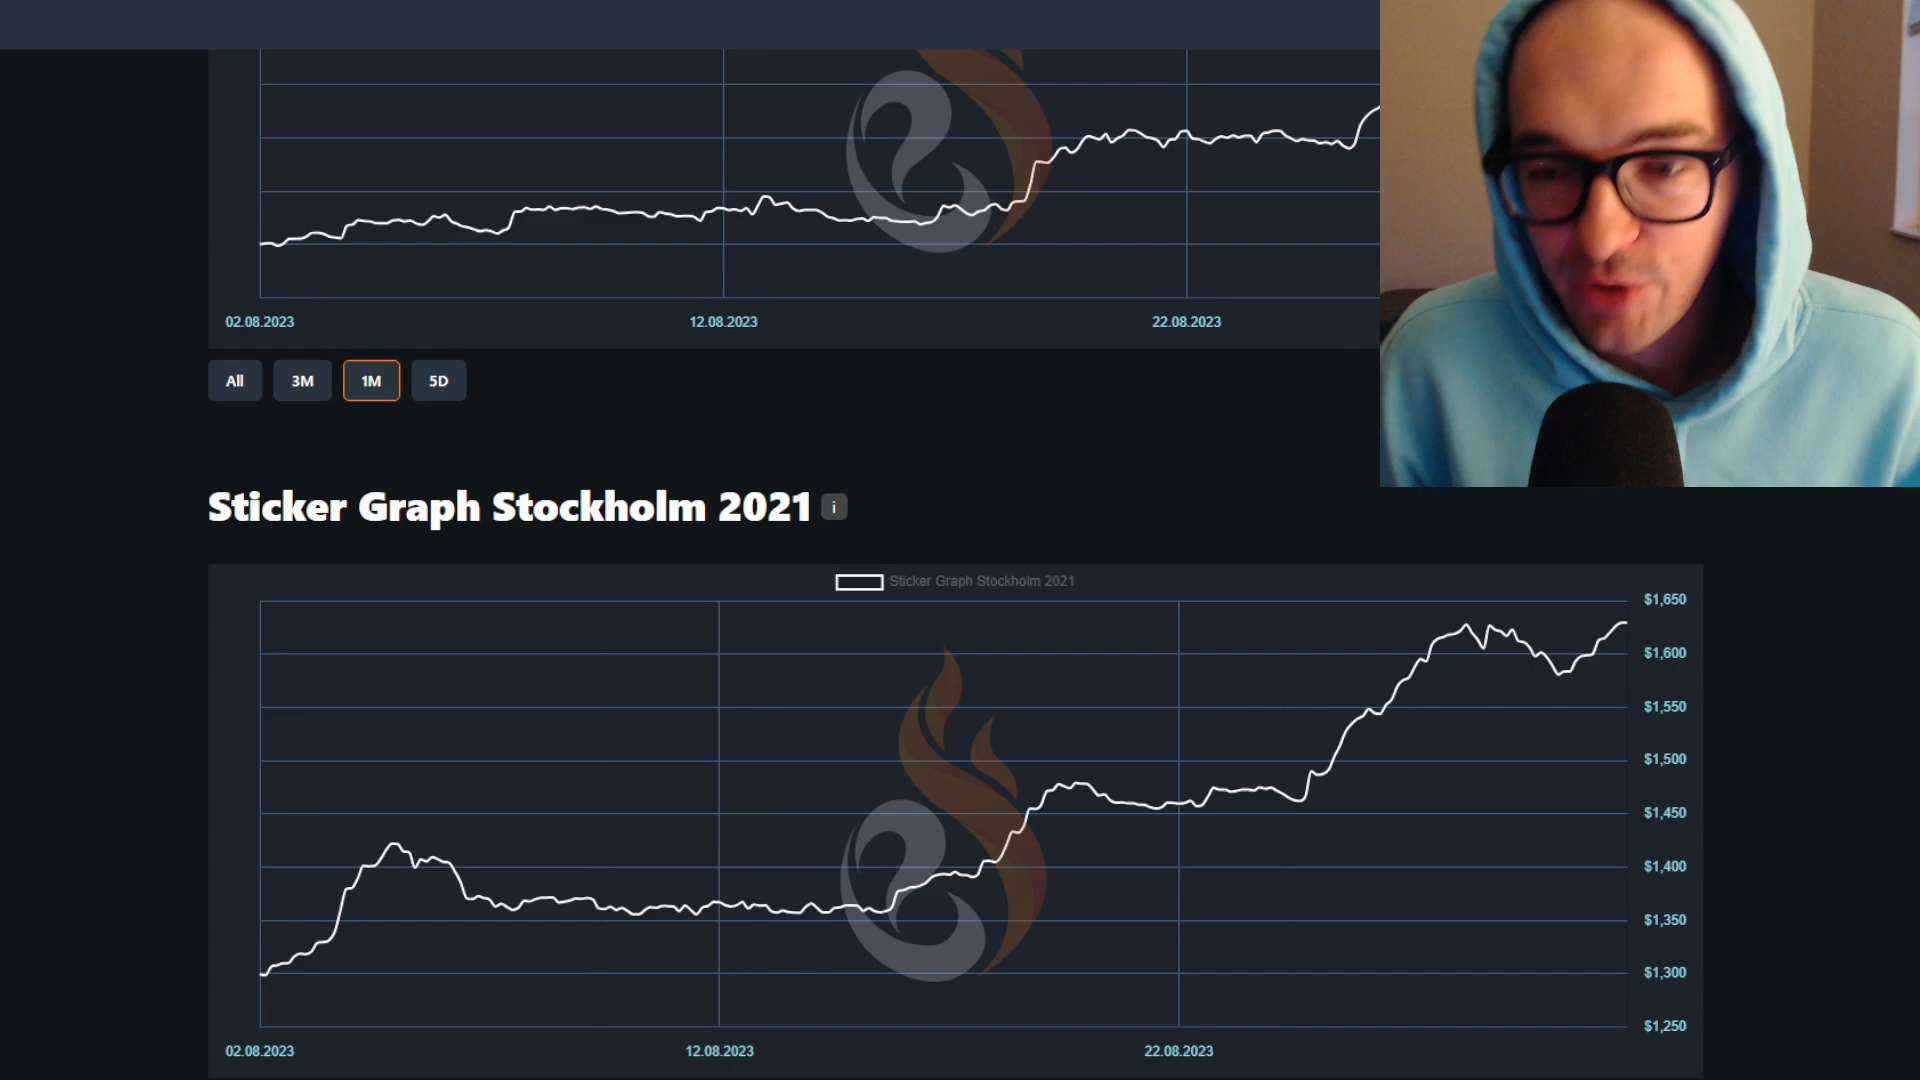 02.08.2023 12.08.2023 22.08.2023
All 3M 1M 5D
Sticker Graph Stockholm 2021 i
Sticker Graph Stockholm 2021
$1,650
$1,600
$1,550
$1,500
$1,450
$1,400
$1,350
$1,300
$1,250
02.08.2023 12.08.2023 22.08.2023